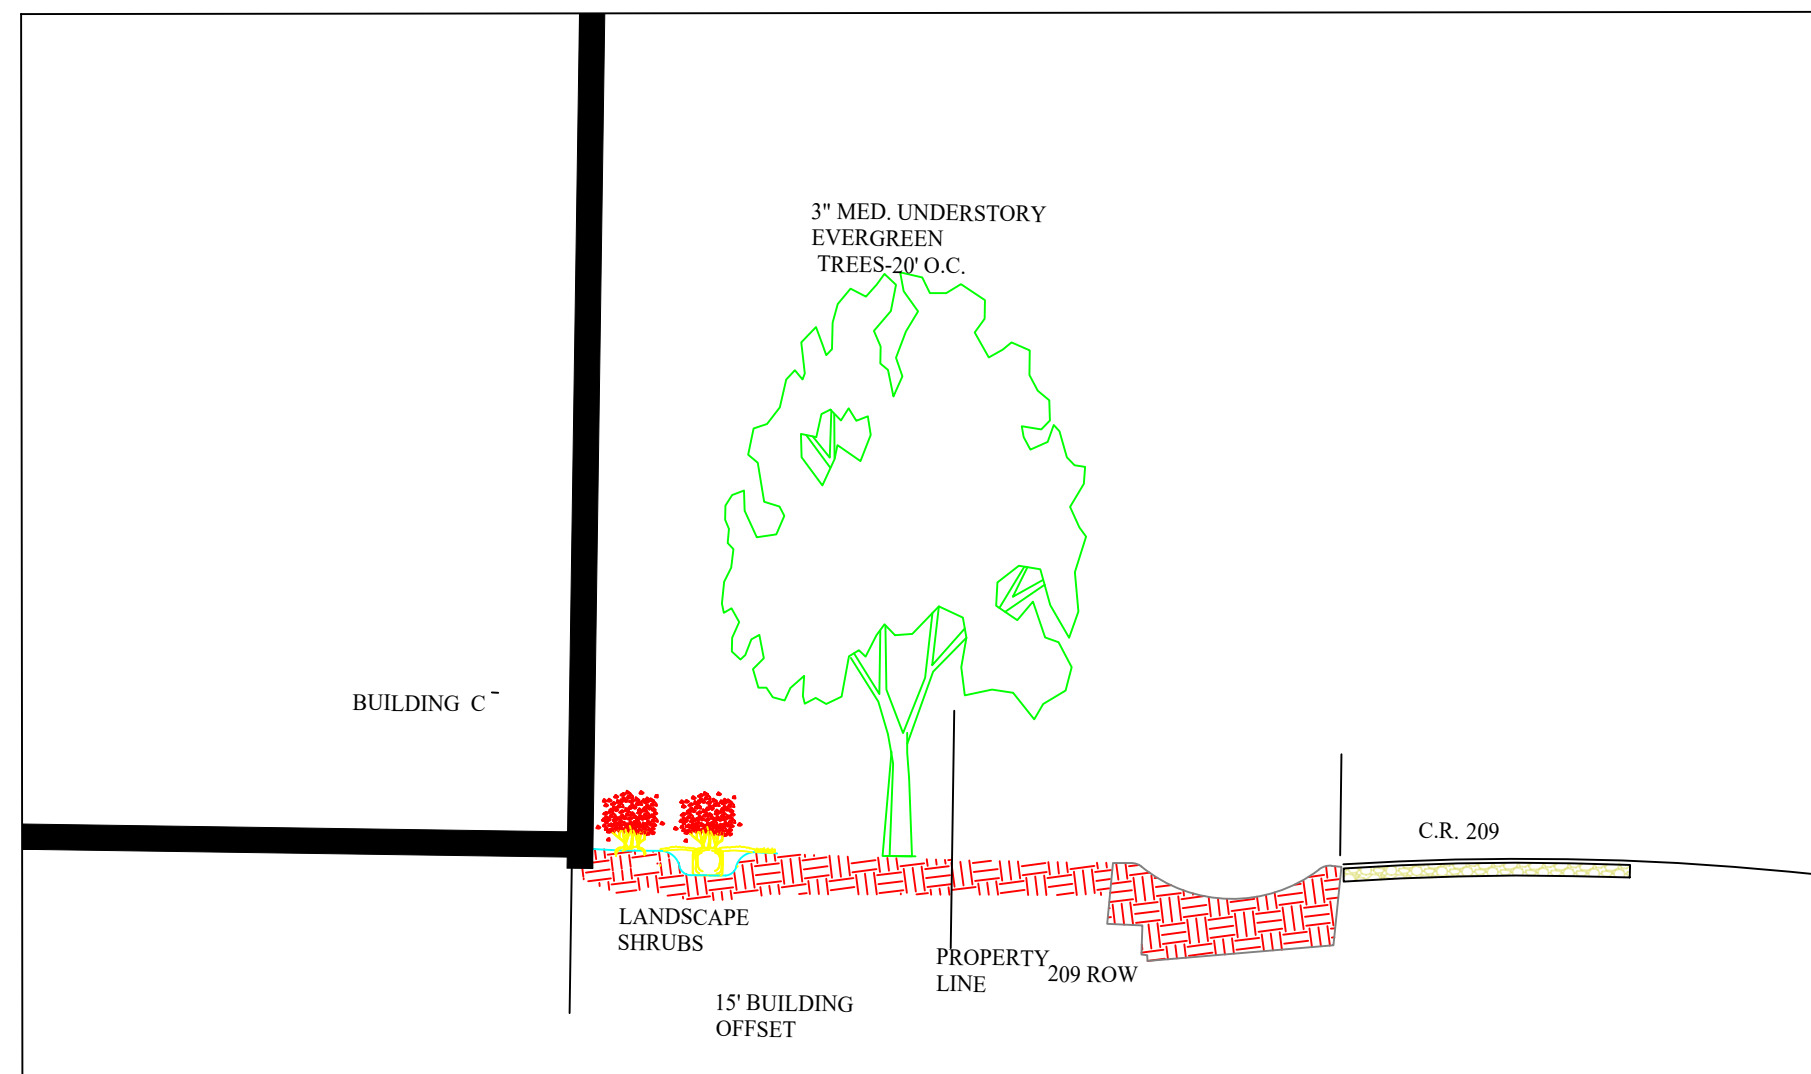 3" MED. UNDERSTORY
EVERGREEN
TREES-20' O.C.
BUILDING C
C.R. 209
LANDSCAPE
SHRUBS
PROPERTY
LINE
209 ROW
15' BUILDING
OFFSET